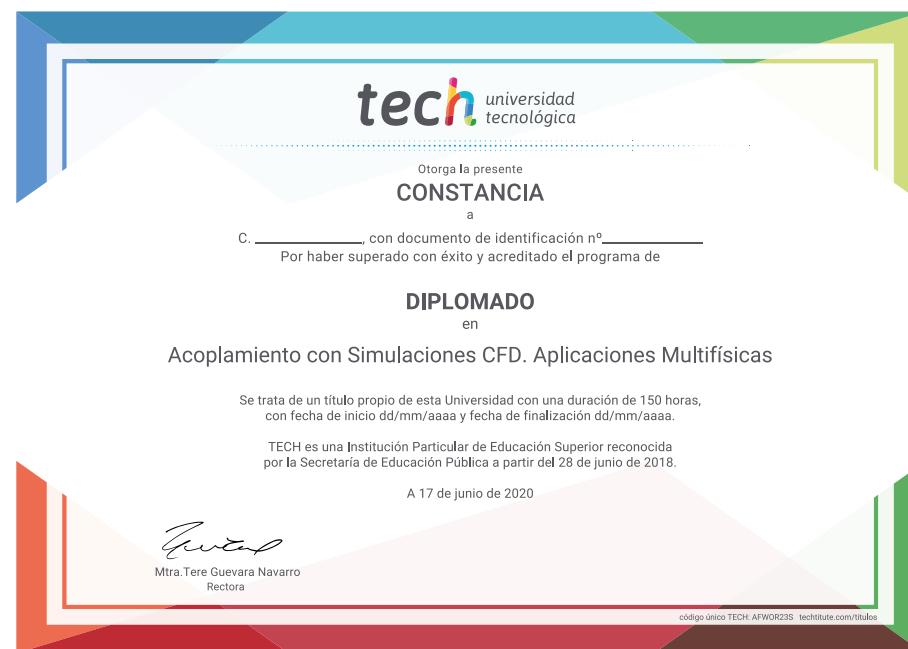 tech universidad
tecnológica
Otorga la presente
CONSTANCIA
a
C. ____________, con documento de identificación nº____________
Por haber superado con éxito y acreditado el programa de
DIPLOMADO
en
Acoplamiento con Simulaciones CFD. Aplicaciones Multifísicas
Se trata de un título propio de esta Universidad con una duración de 150 horas,
con fecha de inicio dd/mm/aaaa y fecha de finalización dd/mm/aaaa.
TECH es una Institución Particular de Educación Superior reconocida
por la Secretaría de Educación Pública a partir del 28 de junio de 2018.
A 17 de junio de 2020
Mtra.Tere Guevara Navarro
Rectora
código único TECH: AFWOR23S techtitute.com/titulos